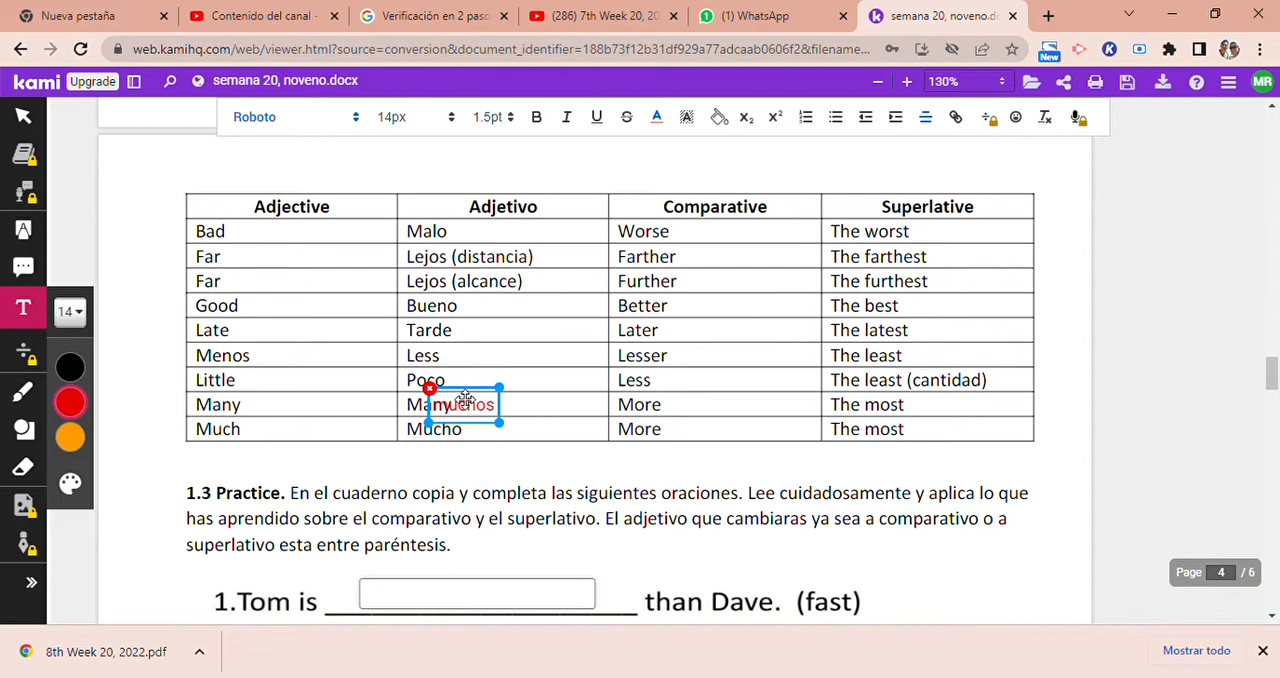 Nueva pestaña
Contenido del canal -
Verificación en 2 paso
(286) 7th Week 20, 20
(1) WhatsApp
semana 20, noveno.do
web.kamihq.com/web/viewer.html?source=conversion&document_identifier=188b73f12b31df929a77adcaab0606f2&filename...
New
kami Upgrade semana 20, noveno.docx 130% MR
Roboto 14px 1.5pt B I U S A
Adjective Adjetivo Comparative Superlative
Bad Malo Worse The worst
Far Lejos (distancia) Farther The farthest
Far Lejos (alcance) Further The furthest
Good Bueno Better The best
Late Tarde Later The latest
Menos Less Lesser The least
Little Poco Less The least (cantidad)
Many Many muchos More The most
Much Mucho More The most
14
1.3 Practice. En el cuaderno copia y completa las siguientes oraciones. Lee cuidadosamente y aplica lo que
has aprendido sobre el comparativo y el superlativo. El adjetivo que cambiaras ya sea a comparativo o a
superlativo esta entre paréntesis.
Page 4 / 6
1.Tom is ____________________ than Dave. (fast)
8th Week 20, 2022.pdf
Mostrar todo